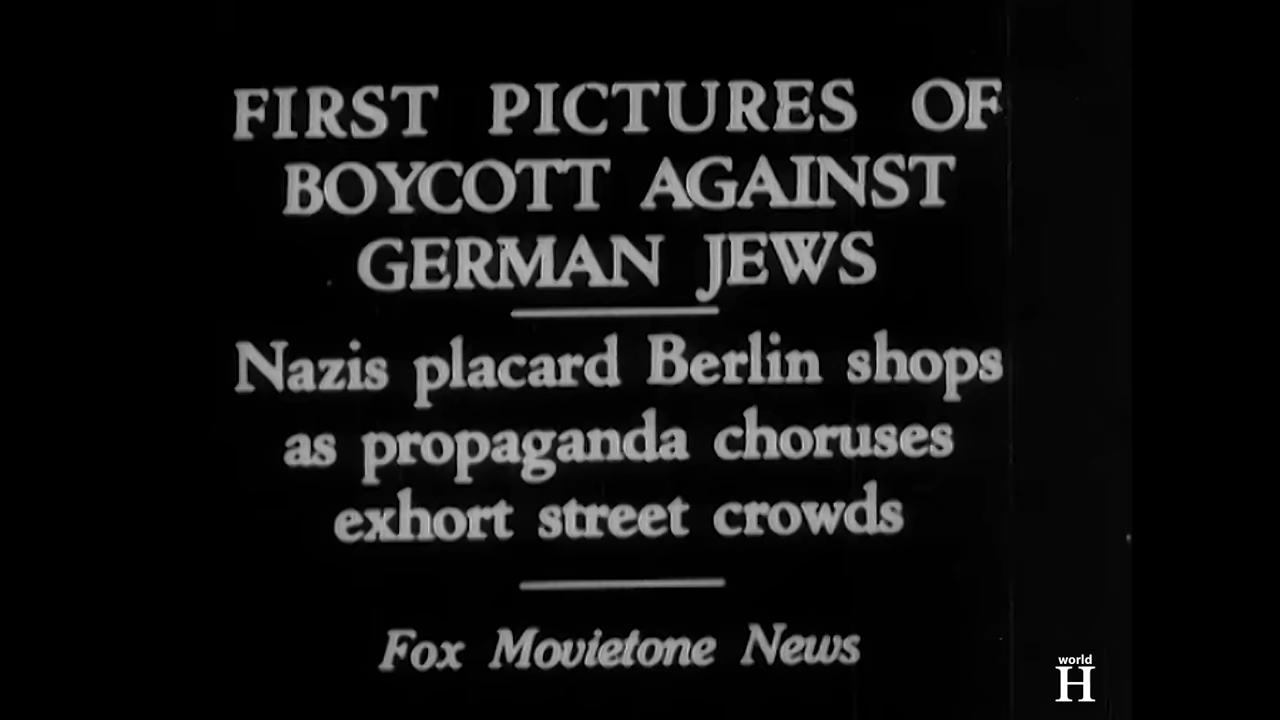 FIRST PICTURES OF
BOYCOTT AGAINST
GERMAN JEWS
Nazis placard Berlin shops
as propaganda choruses
exhort street crowds
Fox Movietone News
world
H